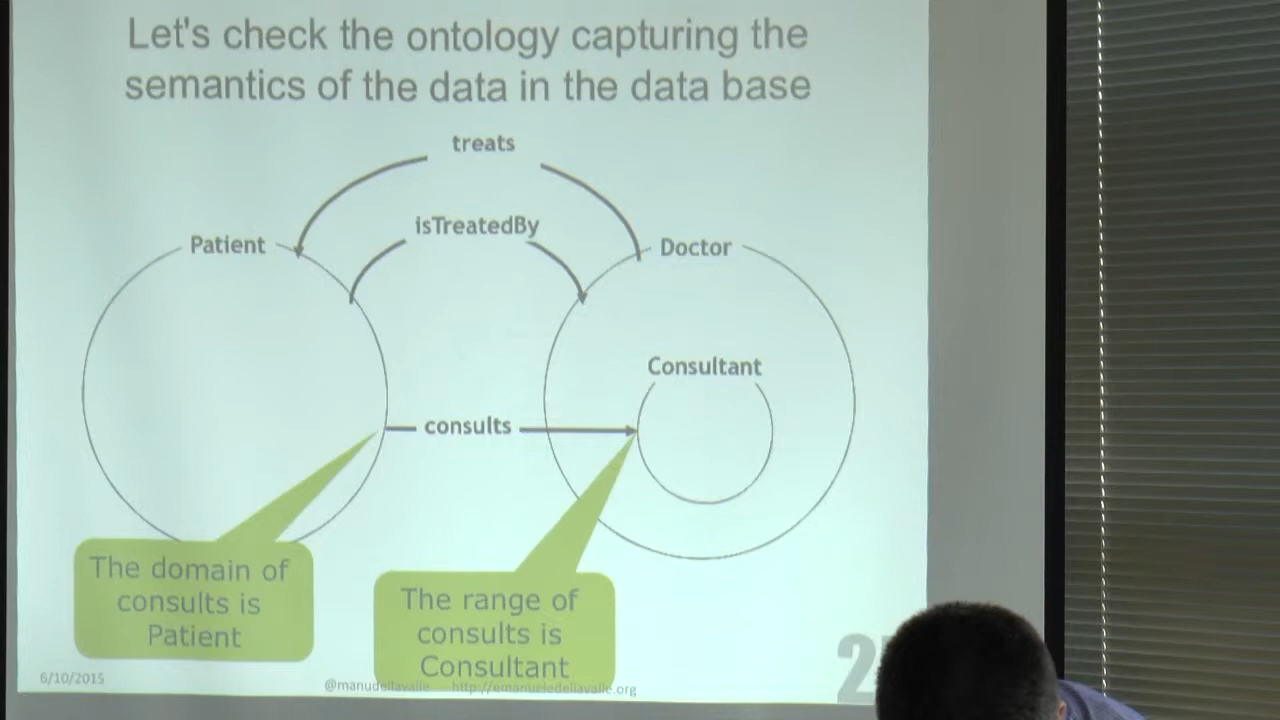 Let's check the ontology capturing the
semantics of the data in the data base
treats
isTreatedBy
Patient
Doctor
Consultant
consults
The domain of
consults is
Patient
The range of
consults is
Consultant
6/10/2015
@manudellavalle http://emanueledellavalle.org